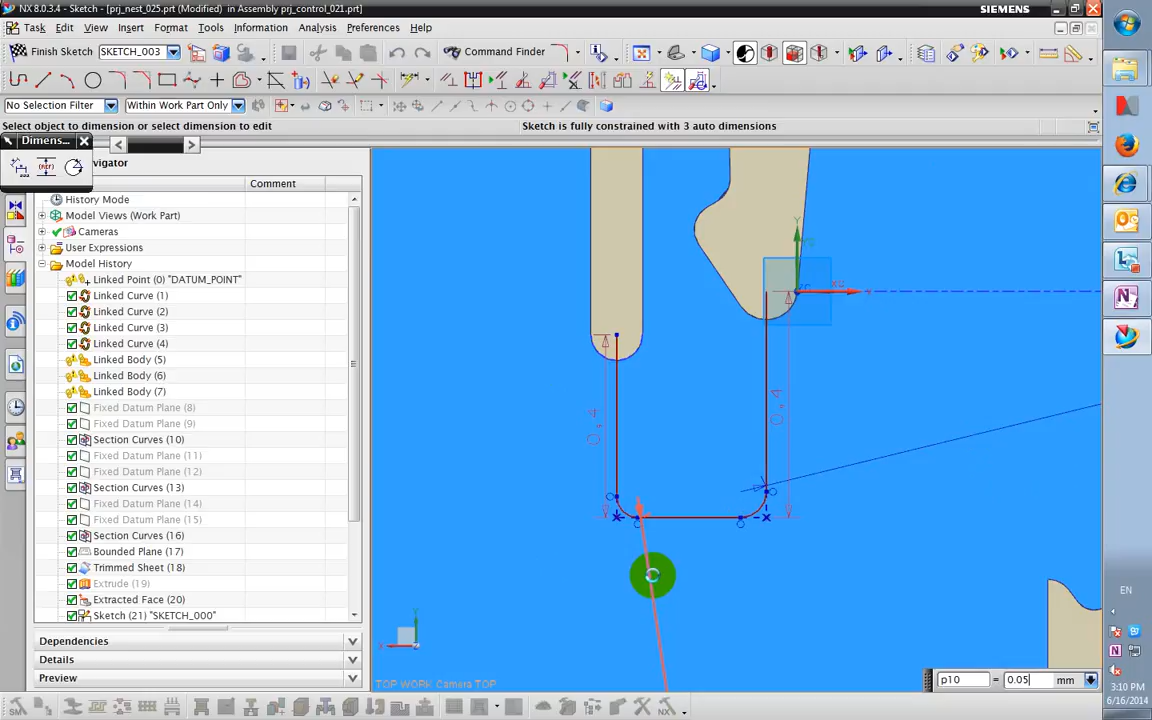 NX 8.0.3.4 - Sketch - [prj_nest_025.prt (Modified) in Assembly prj_control_021.prt]
SIEMENS
Task Edit View Insert Format Tools Information Analysis Preferences Help
Finish Sketch SKETCH_003 Command Finder
No Selection Filter Within Work Part Only
Select object to dimension or select dimension to edit
Sketch is fully constrained with 3 auto dimensions
Dimens...
vigator
Comment
History Mode
Model Views (Work Part)
Cameras
User Expressions
Model History
Linked Point (0) "DATUM_POINT"
Linked Curve (1)
Linked Curve (2)
Linked Curve (3)
Linked Curve (4)
Linked Body (5)
Linked Body (6)
Linked Body (7)
Fixed Datum Plane (8)
Fixed Datum Plane (9)
Section Curves (10)
Fixed Datum Plane (11)
Fixed Datum Plane (12)
Section Curves (13)
Fixed Datum Plane (14)
Fixed Datum Plane (15)
Section Curves (16)
Bounded Plane (17)
Trimmed Sheet (18)
Extrude (19)
Extracted Face (20)
Sketch (21) "SKETCH_000"
Dependencies
Details
Preview
0,4
0,4
Y
TOP WORK Camera TOP
p10 = 0.05 mm
EN
3:10 PM
6/16/2014